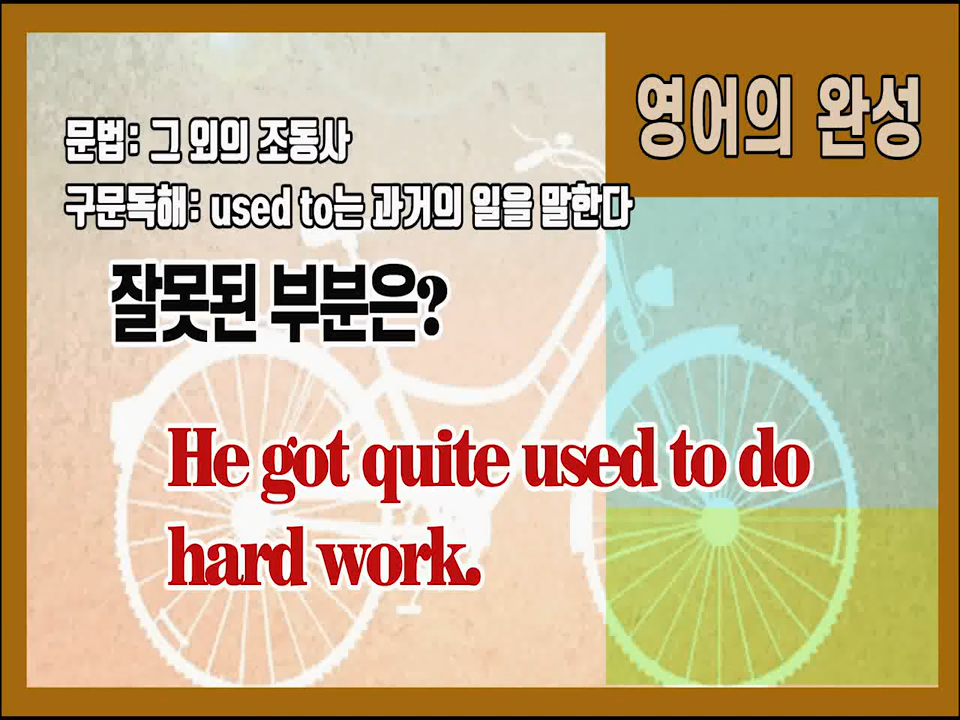 영어의 완성
문법: 그 외의 조동사
구문독해: used to는 과거의 일을 말한다
잘못된 부분은?
He got quite used to do
hard work.